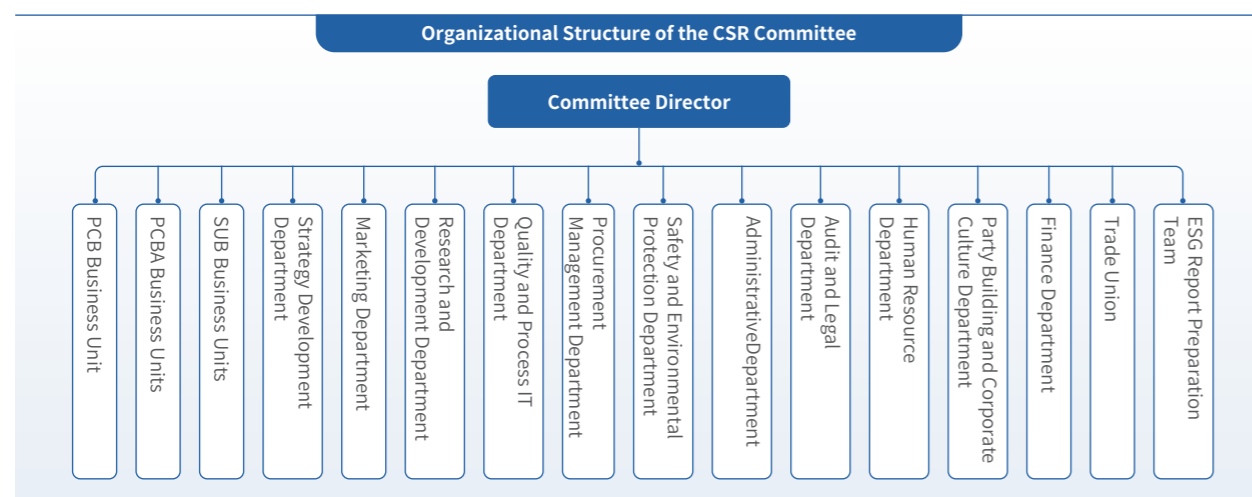 Organizational Structure of the CSR Committee
Committee Director
PCB Business Unit
PCBA Business Units
SUB Business Units
Strategy Development
Department
Marketing Department
Research and
Development Department
Quality and Process IT
Department
Procurement
Management Department
Safety and Environmental
Protection Department
AdministrativeDepartment
Audit and Legal
Department
Human Resource
Department
Party Building and Corporate
Culture Department
Finance Department
Trade Union
ESG Report Preparation
Team